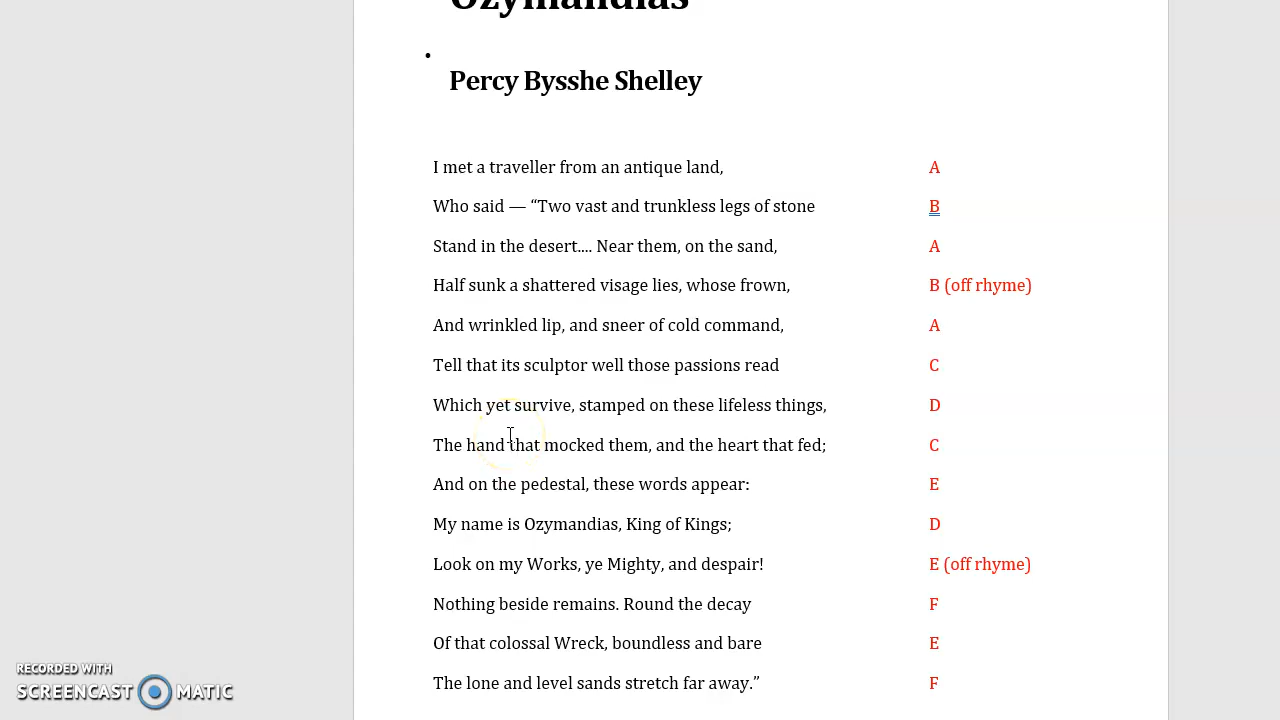 Ozymandias
•
Percy Bysshe Shelley
I met a traveller from an antique land, A
Who said — “Two vast and trunkless legs of stone B
Stand in the desert.... Near them, on the sand, A
Half sunk a shattered visage lies, whose frown, B (off rhyme)
And wrinkled lip, and sneer of cold command, A
Tell that its sculptor well those passions read C
Which yet survive, stamped on these lifeless things, D
The hand that mocked them, and the heart that fed; C
And on the pedestal, these words appear: E
My name is Ozymandias, King of Kings; D
Look on my Works, ye Mighty, and despair! E (off rhyme)
Nothing beside remains. Round the decay F
Of that colossal Wreck, boundless and bare E
The lone and level sands stretch far away.” F
RECORDED WITH
SCREENCAST MATIC